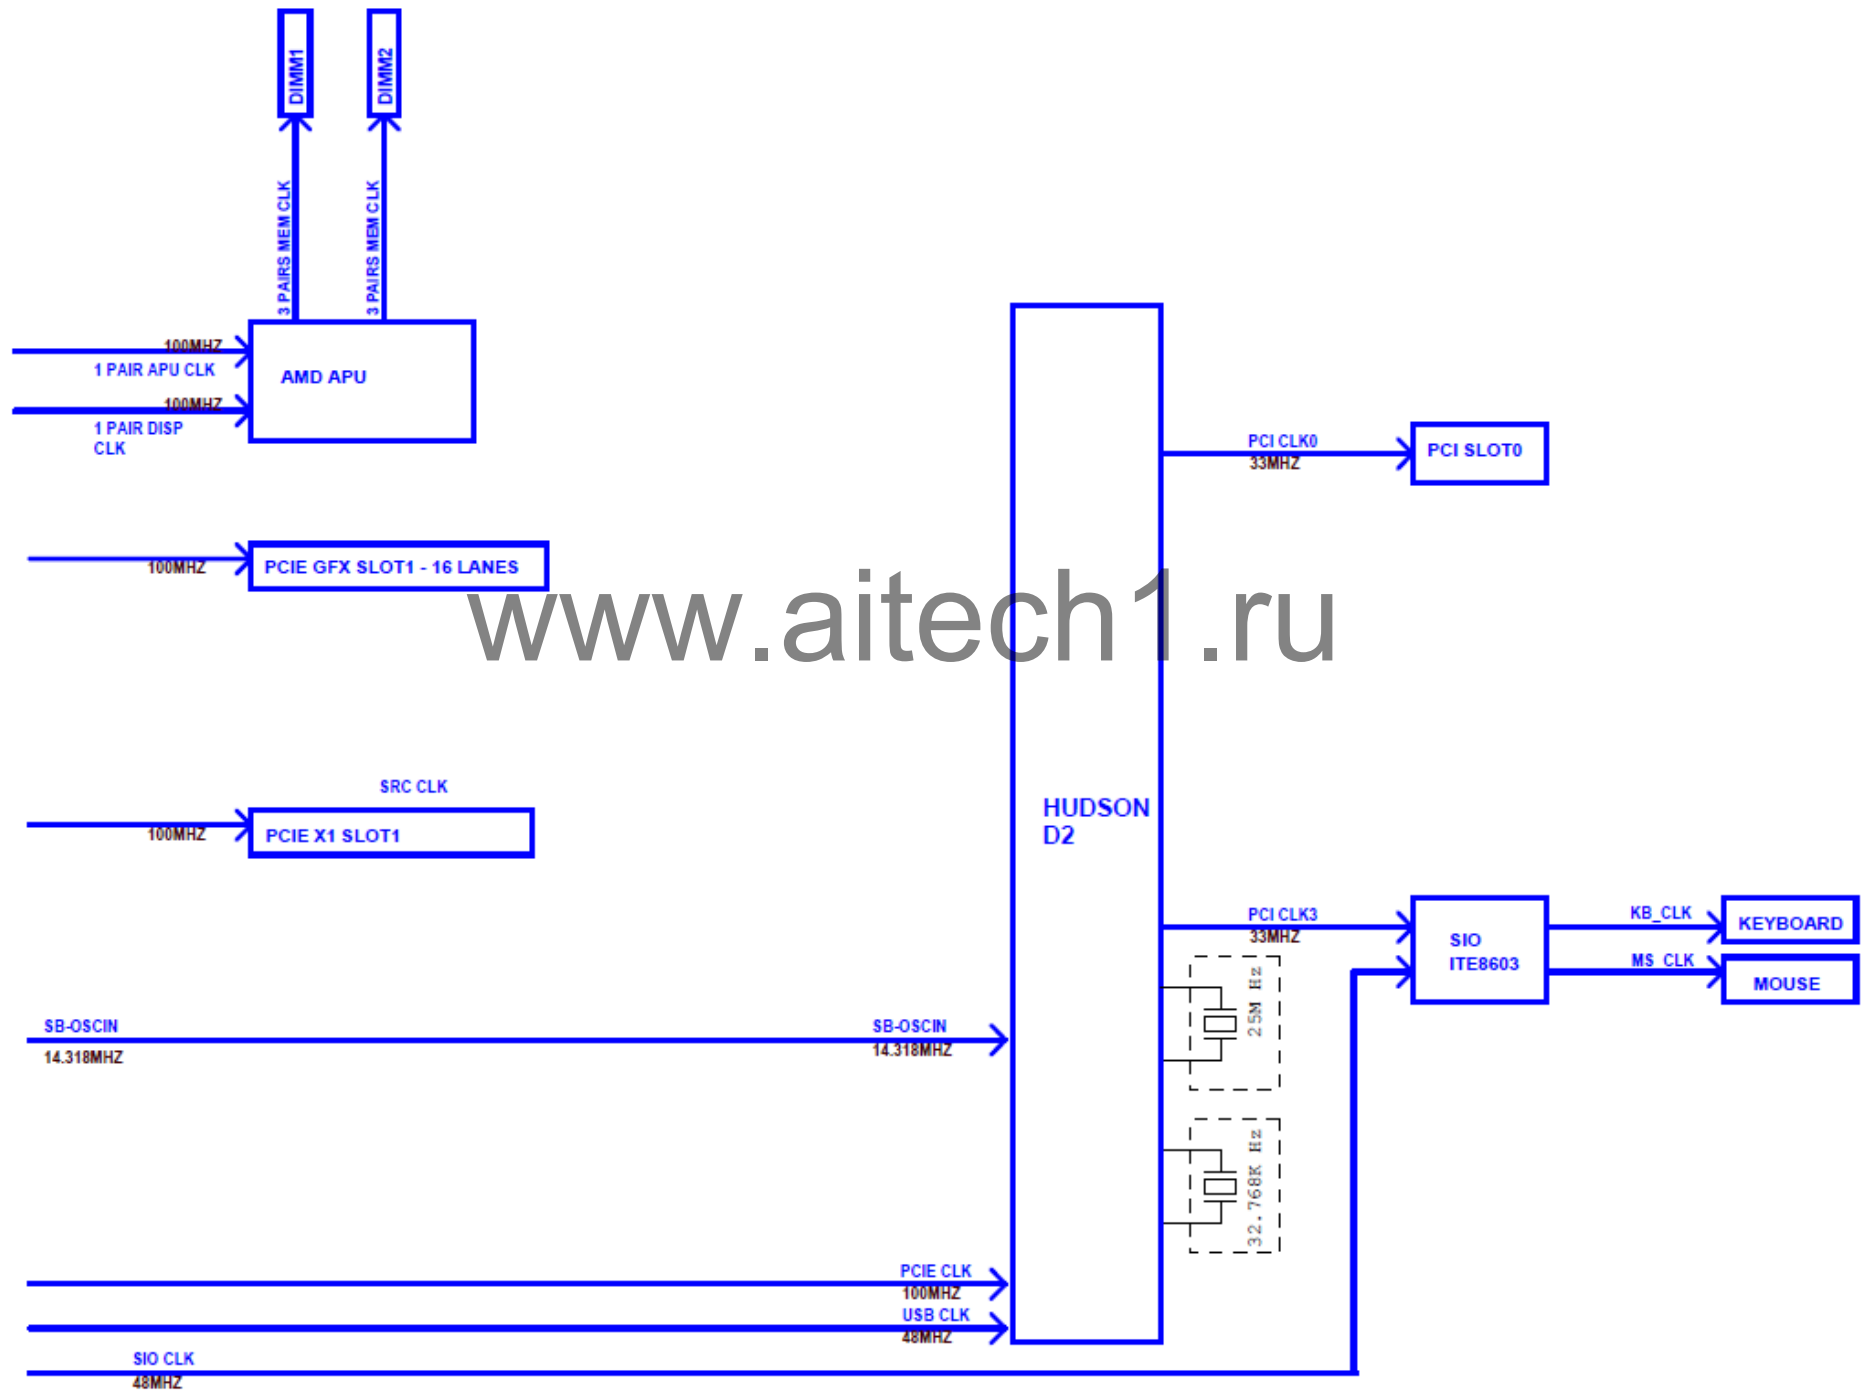 DIMM1
DIMM2
3 PAIRS MEM CLK
3 PAIRS MEM CLK
100MHZ
1 PAIR APU CLK
AMD APU
100MHZ
1 PAIR DISP
CLK
PCI CLK0
33MHZ
PCI SLOT0
100MHZ
PCIE GFX SLOT1 - 16 LANES
www.aitech1.ru
SRC CLK
100MHZ
PCIE X1 SLOT1
HUDSON
D2
PCI CLK3
33MHZ
SIO
ITE8603
KB_CLK
KEYBOARD
MS_CLK
MOUSE
25M Hz
SB-OSCIN
14.318MHZ
SB-OSCIN
14.318MHZ
32.768K Hz
PCIE CLK
100MHZ
USB CLK
48MHZ
SIO CLK
48MHZ